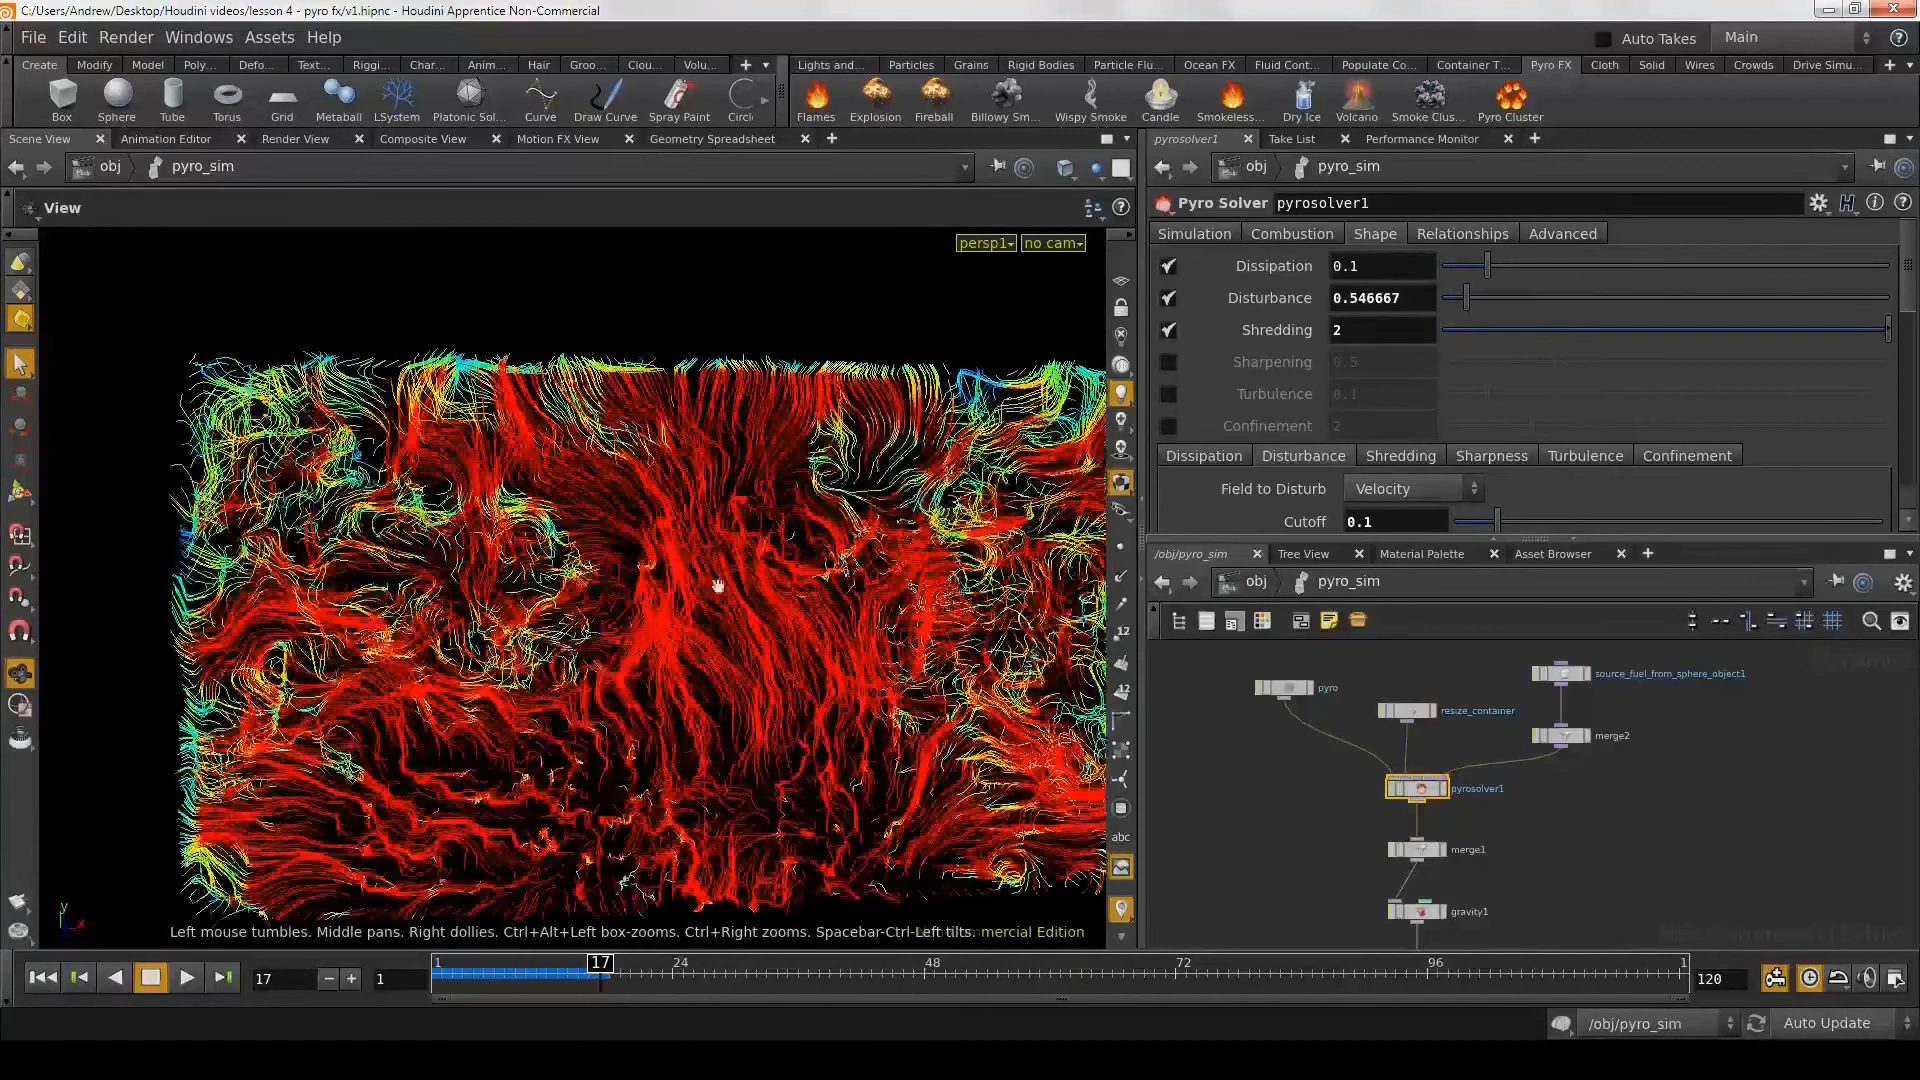 C:/Users/Andrew/Desktop/Houdini videos/lesson 4 - pyro fx/v1.hipnc - Houdini Apprentice Non-Commercial
File Edit Render Windows Assets Help
Auto Takes Main
Create Modify Model Poly... Defo... Text... Riggi... Char... Anim... Hair Groo... Clou... Volu...
Lights and... Particles Grains Rigid Bodies Particle Flu... Ocean FX Fluid Cont... Populate Co... Container T... Pyro FX Cloth Solid Wires Crowds Drive Simu...
Box Sphere Tube Torus Grid Metaball LSystem Platonic Sol... Curve Draw Curve Spray Paint Circl
Flames Explosion Fireball Billowy Sm... Wispy Smoke Candle Smokeless... Dry Ice Volcano Smoke Clus... Pyro Cluster
Scene View Animation Editor Render View Composite View Motion FX View Geometry Spreadsheet
pyrosolver1 Take List Performance Monitor
obj pyro_sim
obj pyro_sim
View
Pyro Solver pyrosolver1
persp1 no cam
Simulation Combustion Shape Relationships Advanced
Dissipation 0.1
Disturbance 0.546667
Shredding 2
Sharpening 0.5
Turbulence 0.1
Confinement 2
Dissipation Disturbance Shredding Sharpness Turbulence Confinement
Field to Disturb Velocity
Cutoff 0.1
/obj/pyro_sim Tree View Material Palette Asset Browser
obj pyro_sim
12
12
abc
source_fuel_from_sphere_object1
pyro
resize_container
merge2
pyrosolver1
merge1
gravity1
y
x
Left mouse tumbles. Middle pans. Right dollies. Ctrl+Alt+Left box-zooms. Ctrl+Right zooms. Spacebar-Ctrl-Left tilts. mercial Edition
17 1 1 17 24 48 72 96 1 120
/obj/pyro_sim Auto Update